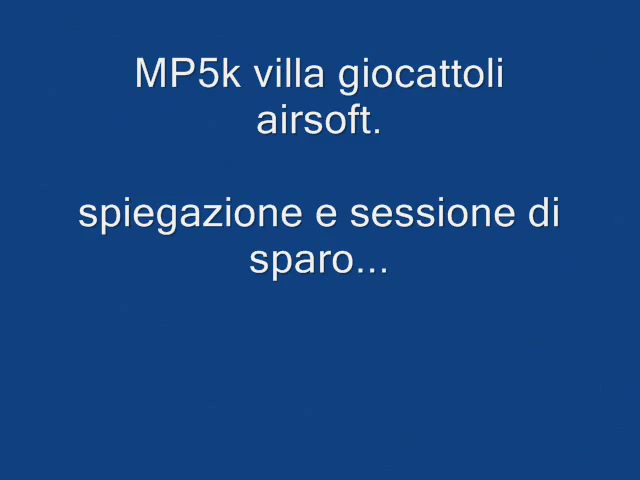 MP5k villa giocattoli
airsoft.
spiegazione e sessione di
sparo...